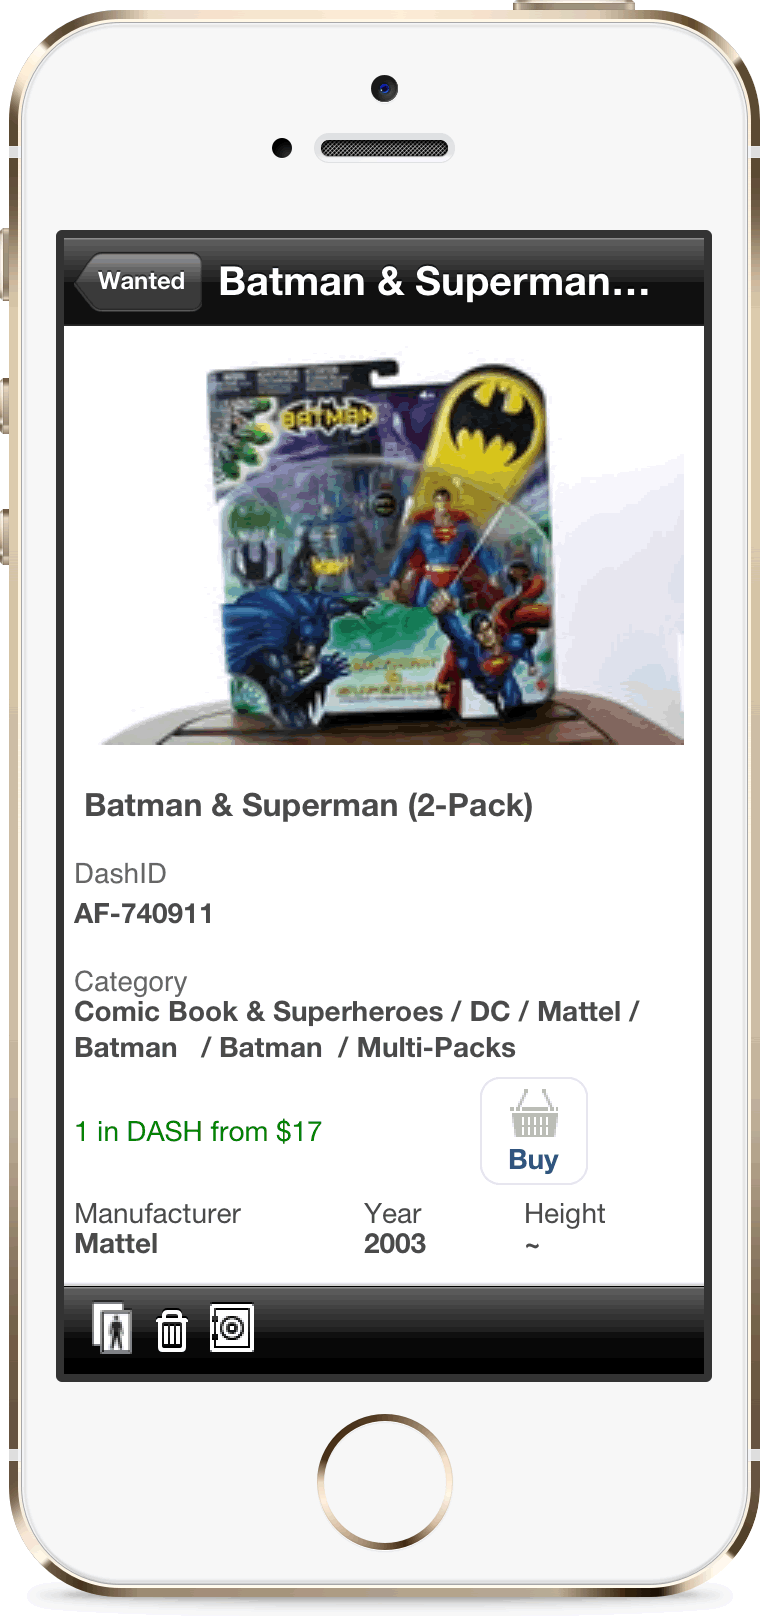 Wanted
Batman & Superman...
BATMAN
Batman & Superman (2-Pack)
DashID
AF-740911
Category
Comic Book & Superheroes / DC / Mattel /
Batman / Batman / Multi-Packs
1 in DASH from $17
Buy
Manufacturer Year Height
Mattel 2003 ~